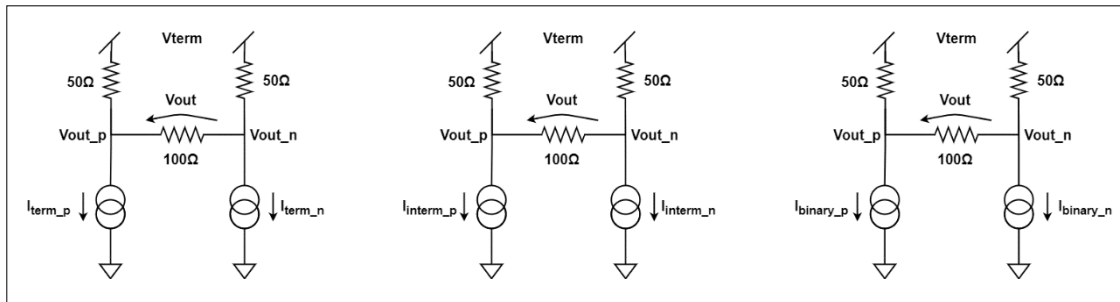 Vterm
50Ω
50Ω
Vout
Vout_p
Vout_n
100Ω
Iterm_p
Iterm_n
Vterm
50Ω
50Ω
Vout
Vout_p
Vout_n
100Ω
Iinterm_p
Iinterm_n
Vterm
50Ω
50Ω
Vout
Vout_p
Vout_n
100Ω
Ibinary_p
Ibinary_n